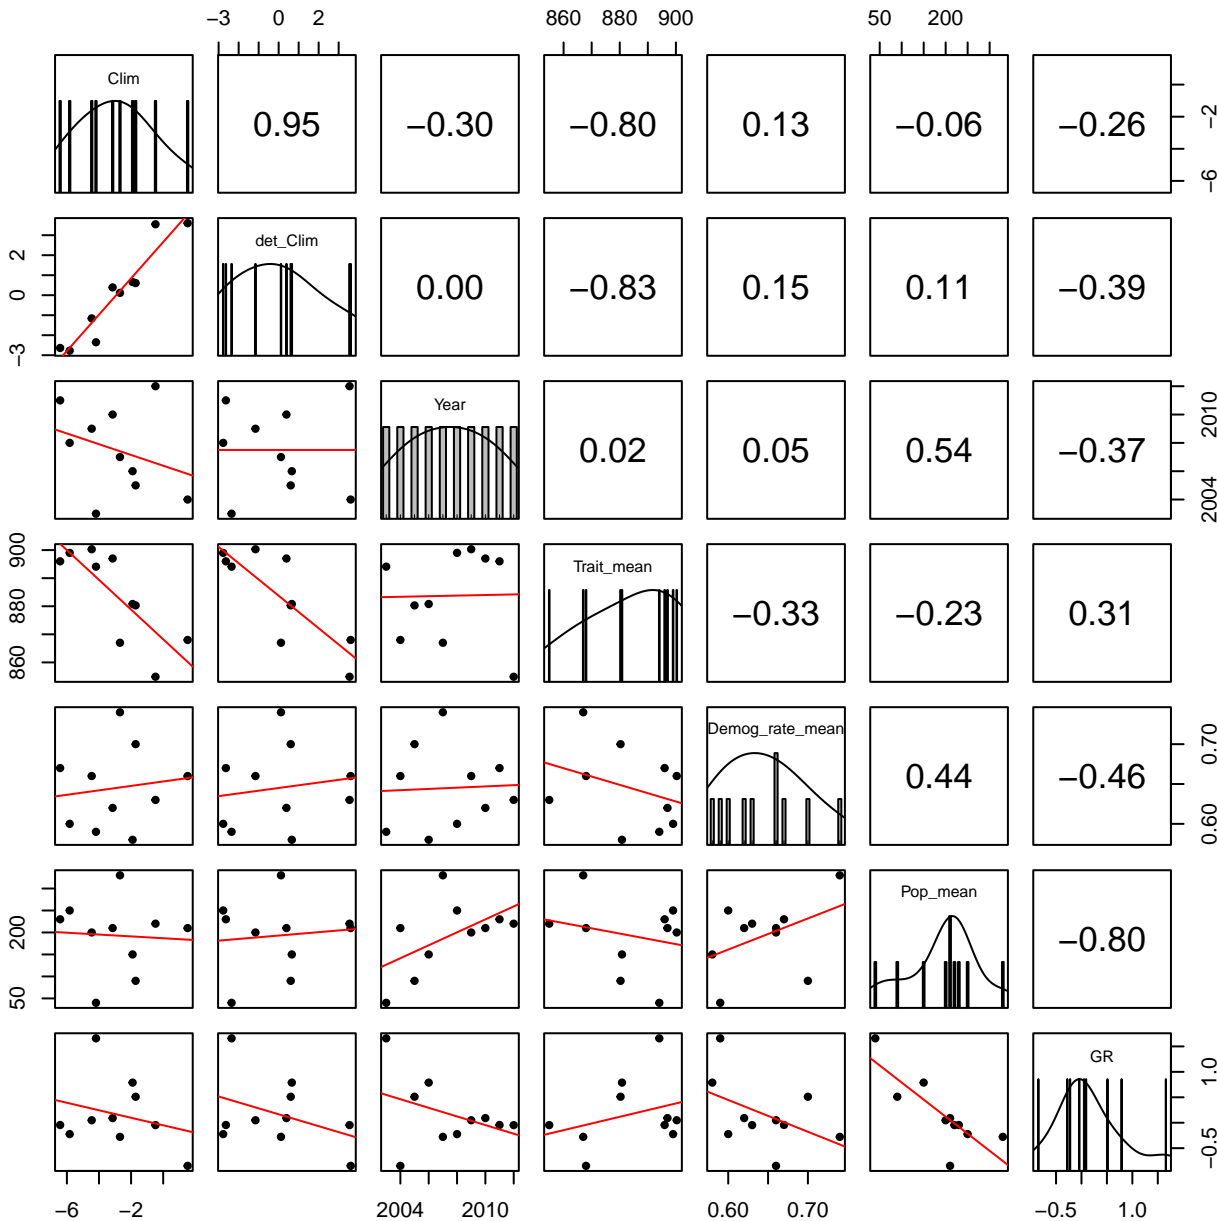 −3 0 2 860 880 900 50 200
Clim 0.95 −0.30 −0.80 0.13 −0.06 −0.26 −6 −2
−3 0 2 det_Clim 0.00 −0.83 0.15 0.11 −0.39
Year 0.02 0.05 0.54 −0.37 2004 2010
860 880 900 Trait_mean −0.33 −0.23 0.31
Demog_rate_mean 0.44 −0.46 0.60 0.70
50 200 Pop_mean −0.80
GR −0.5 1.0
−6 −2 2004 2010 0.60 0.70 −0.5 1.0